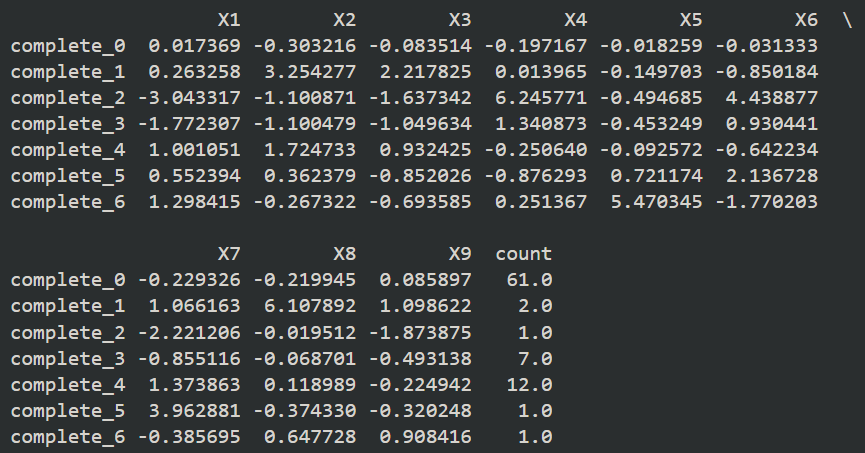 X1        X2        X3        X4        X5        X6  \
complete_0  0.017369 -0.303216 -0.083514 -0.197167 -0.018259 -0.031333
complete_1  0.263258  3.254277  2.217825  0.013965 -0.149703 -0.850184
complete_2 -3.043317 -1.100871 -1.637342  6.245771 -0.494685  4.438877
complete_3 -1.772307 -1.100479 -1.049634  1.340873 -0.453249  0.930441
complete_4  1.001051  1.724733  0.932425 -0.250640 -0.092572 -0.642234
complete_5  0.552394  0.362379 -0.852026 -0.876293  0.721174  2.136728
complete_6  1.298415 -0.267322 -0.693585  0.251367  5.470345 -1.770203

                  X7        X8        X9  count
complete_0 -0.229326 -0.219945  0.085897   61.0
complete_1  1.066163  6.107892  1.098622    2.0
complete_2 -2.221206 -0.019512 -1.873875    1.0
complete_3 -0.855116 -0.068701 -0.493138    7.0
complete_4  1.373863  0.118989 -0.224942   12.0
complete_5  3.962881 -0.374330 -0.320248    1.0
complete_6 -0.385695  0.647728  0.908416    1.0